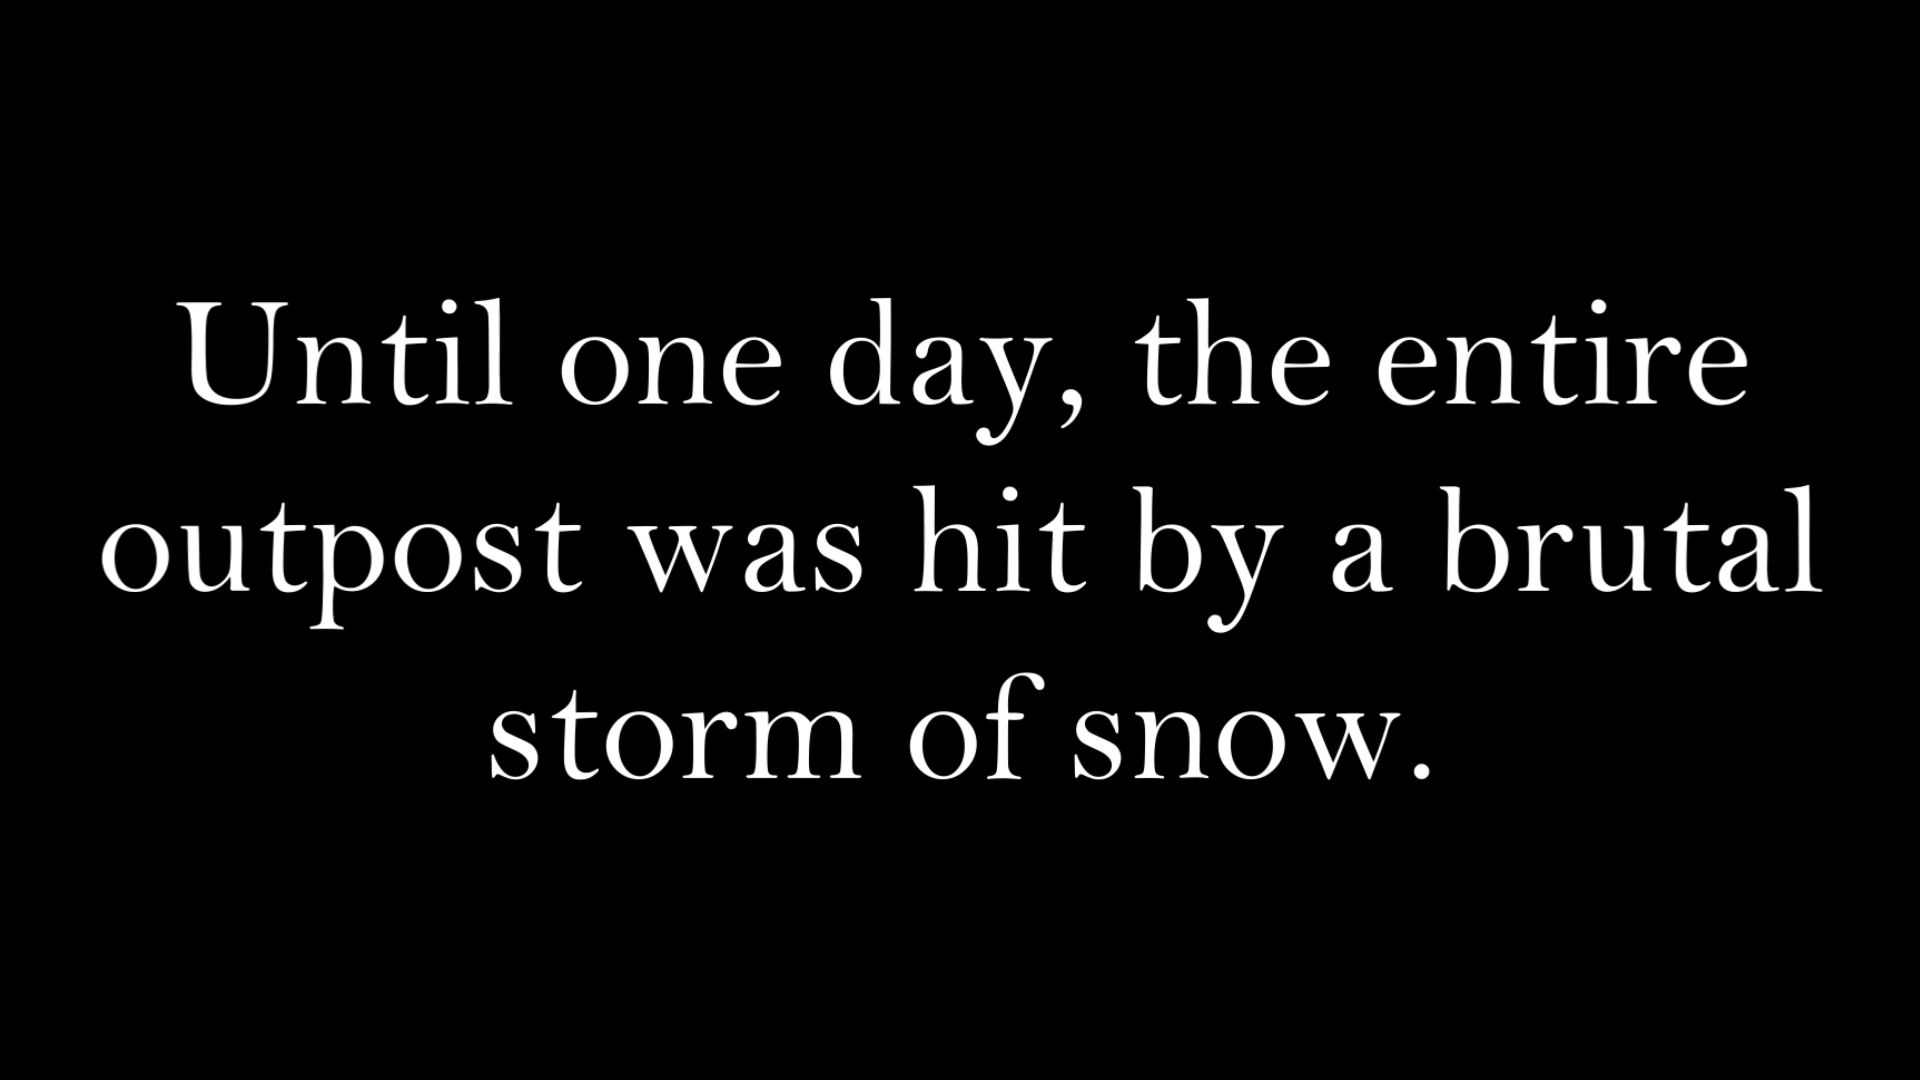 Until one day, the entire
outpost was hit by a brutal
storm of snow.